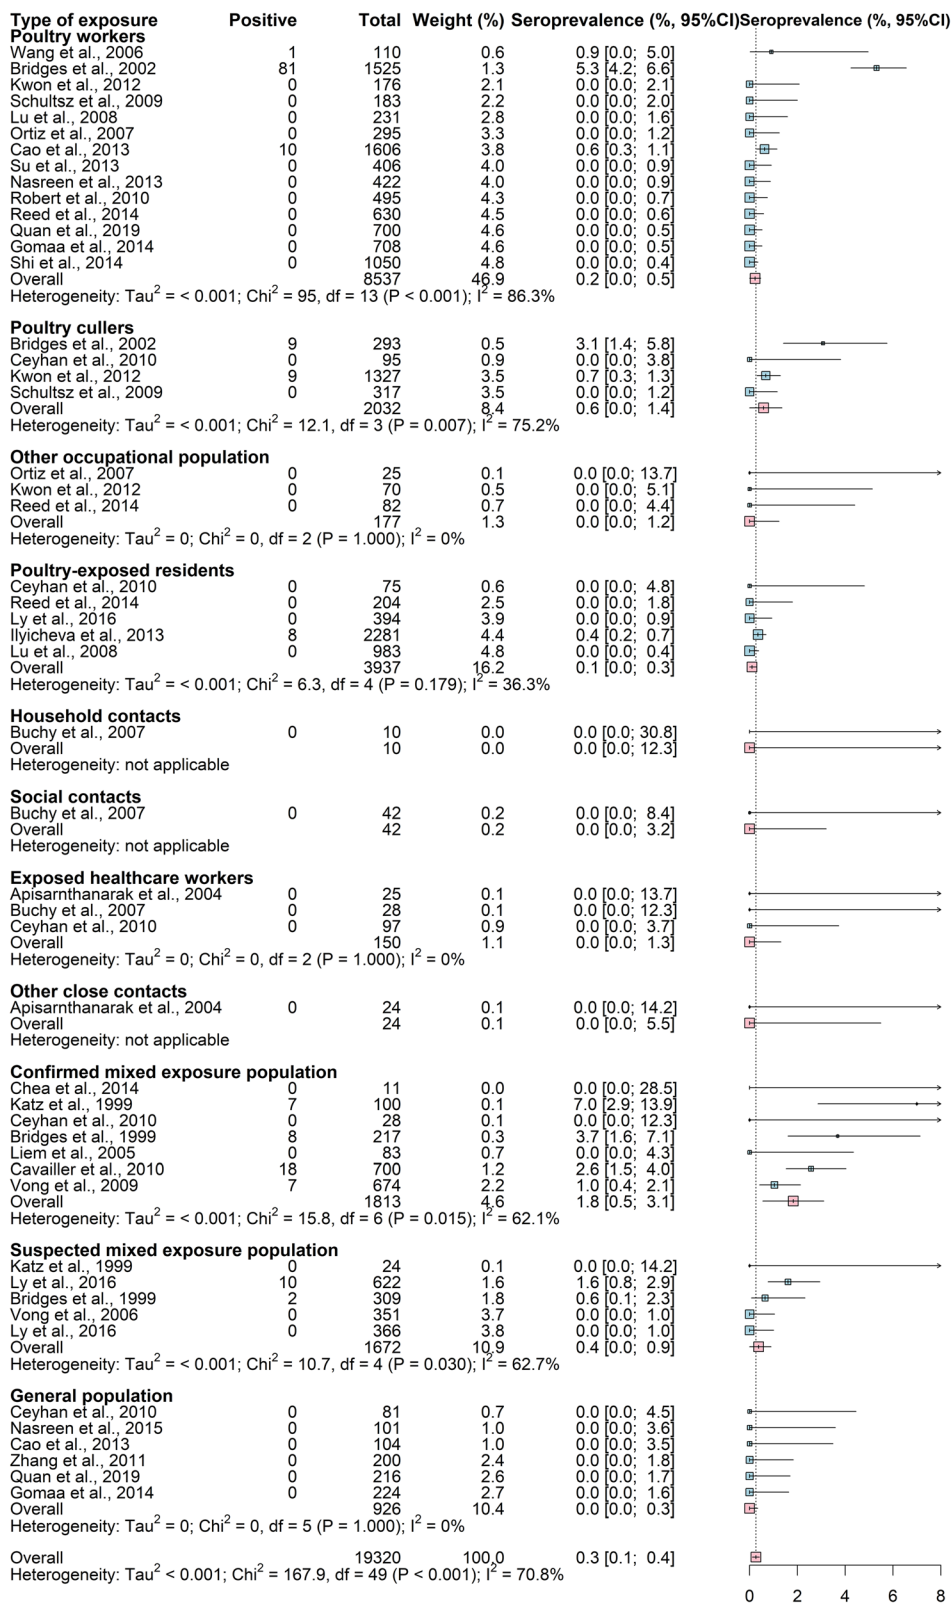 Type of exposure Positive Total Weight (%) Seroprevalence (%, 95%CI) Seroprevalence (%, 95%CI)
Poultry workers
Wang et al., 2006 1 110 0.6 0.9 [0.0; 5.0]
Bridges et al., 2002 81 1525 1.3 5.3 [4.2; 6.6]
Kwon et al., 2012 0 176 2.1 0.0 [0.0; 2.1]
Schultsz et al., 2009 0 183 2.2 0.0 [0.0; 2.0]
Lu et al., 2008 0 231 2.8 0.0 [0.0; 1.6]
Ortiz et al., 2007 0 295 3.3 0.0 [0.0; 1.2]
Cao et al., 2013 10 1606 3.8 0.6 [0.3; 1.1]
Su et al., 2013 0 406 4.0 0.0 [0.0; 0.9]
Nasreen et al., 2013 0 422 4.0 0.0 [0.0; 0.9]
Robert et al., 2010 0 495 4.3 0.0 [0.0; 0.7]
Reed et al., 2014 0 630 4.5 0.0 [0.0; 0.6]
Quan et al., 2019 0 700 4.6 0.0 [0.0; 0.5]
Gomaa et al., 2014 0 708 4.6 0.0 [0.0; 0.5]
Shi et al., 2014 0 1050 4.8 0.0 [0.0; 0.4]
Overall 8537 46.9 0.2 [0.0; 0.5]
Heterogeneity: Tau² = < 0.001; Chi² = 95, df = 13 (P < 0.001); I² = 86.3%
Poultry cullers
Bridges et al., 2002 9 293 0.5 3.1 [1.4; 5.8]
Ceyhan et al., 2010 0 95 0.9 0.0 [0.0; 3.8]
Kwon et al., 2012 9 1327 3.5 0.7 [0.3; 1.3]
Schultsz et al., 2009 0 317 3.5 0.0 [0.0; 1.2]
Overall 2032 8.4 0.6 [0.0; 1.4]
Heterogeneity: Tau² = < 0.001; Chi² = 12.1, df = 3 (P = 0.007); I² = 75.2%
Other occupational population
Ortiz et al., 2007 0 25 0.1 0.0 [0.0; 13.7]
Kwon et al., 2012 0 70 0.5 0.0 [0.0; 5.1]
Reed et al., 2014 0 82 0.7 0.0 [0.0; 4.4]
Overall 177 1.3 0.0 [0.0; 1.2]
Heterogeneity: Tau² = 0; Chi² = 0, df = 2 (P = 1.000); I² = 0%
Poultry-exposed residents
Ceyhan et al., 2010 0 75 0.6 0.0 [0.0; 4.8]
Reed et al., 2014 0 204 2.5 0.0 [0.0; 1.8]
Ly et al., 2016 0 394 3.9 0.0 [0.0; 0.9]
Ilyicheva et al., 2013 8 2281 4.4 0.4 [0.2; 0.7]
Lu et al., 2008 0 983 4.8 0.0 [0.0; 0.4]
Overall 3937 16.2 0.1 [0.0; 0.3]
Heterogeneity: Tau² = < 0.001; Chi² = 6.3, df = 4 (P = 0.179); I² = 36.3%
Household contacts
Buchy et al., 2007 0 10 0.0 0.0 [0.0; 30.8]
Overall 10 0.0 0.0 [0.0; 12.3]
Heterogeneity: not applicable
Social contacts
Buchy et al., 2007 0 42 0.2 0.0 [0.0; 8.4]
Overall 42 0.2 0.0 [0.0; 3.2]
Heterogeneity: not applicable
Exposed healthcare workers
Apisarnthanarak et al., 2004 0 25 0.1 0.0 [0.0; 13.7]
Buchy et al., 2007 0 28 0.1 0.0 [0.0; 12.3]
Ceyhan et al., 2010 0 97 0.9 0.0 [0.0; 3.7]
Overall 150 1.1 0.0 [0.0; 1.3]
Heterogeneity: Tau² = 0; Chi² = 0, df = 2 (P = 1.000); I² = 0%
Other close contacts
Apisarnthanarak et al., 2004 0 24 0.1 0.0 [0.0; 14.2]
Overall 24 0.1 0.0 [0.0; 5.5]
Heterogeneity: not applicable
Confirmed mixed exposure population
Chea et al., 2014 0 11 0.0 0.0 [0.0; 28.5]
Katz et al., 1999 7 100 0.1 7.0 [2.9; 13.9]
Ceyhan et al., 2010 0 28 0.1 0.0 [0.0; 12.3]
Bridges et al., 1999 8 217 0.3 3.7 [1.6; 7.1]
Liem et al., 2005 0 83 0.7 0.0 [0.0; 4.3]
Cavailler et al., 2010 18 700 1.2 2.6 [1.5; 4.0]
Vong et al., 2009 7 674 2.2 1.0 [0.4; 2.1]
Overall 1813 4.6 1.8 [0.5; 3.1]
Heterogeneity: Tau² = < 0.001; Chi² = 15.8, df = 6 (P = 0.015); I² = 62.1%
Suspected mixed exposure population
Katz et al., 1999 0 24 0.1 0.0 [0.0; 14.2]
Ly et al., 2016 10 622 1.6 1.6 [0.8; 2.9]
Bridges et al., 1999 2 309 1.8 0.6 [0.1; 2.3]
Vong et al., 2006 0 351 3.7 0.0 [0.0; 1.0]
Ly et al., 2016 0 366 3.8 0.0 [0.0; 1.0]
Overall 1672 10.9 0.4 [0.0; 0.9]
Heterogeneity: Tau² = < 0.001; Chi² = 10.7, df = 4 (P = 0.030); I² = 62.7%
General population
Ceyhan et al., 2010 0 81 0.7 0.0 [0.0; 4.5]
Nasreen et al., 2015 0 101 1.0 0.0 [0.0; 3.6]
Cao et al., 2013 0 104 1.0 0.0 [0.0; 3.5]
Zhang et al., 2011 0 200 2.4 0.0 [0.0; 1.8]
Quan et al., 2019 0 216 2.6 0.0 [0.0; 1.7]
Gomaa et al., 2014 0 224 2.7 0.0 [0.0; 1.6]
Overall 926 10.4 0.0 [0.0; 0.3]
Heterogeneity: Tau² = 0; Chi² = 0, df = 5 (P = 1.000); I² = 0%
Overall 19320 100.0 0.3 [0.1; 0.4]
Heterogeneity: Tau² < 0.001; Chi² = 167.9, df = 49 (P < 0.001); I² = 70.8%
0 2 4 6 8